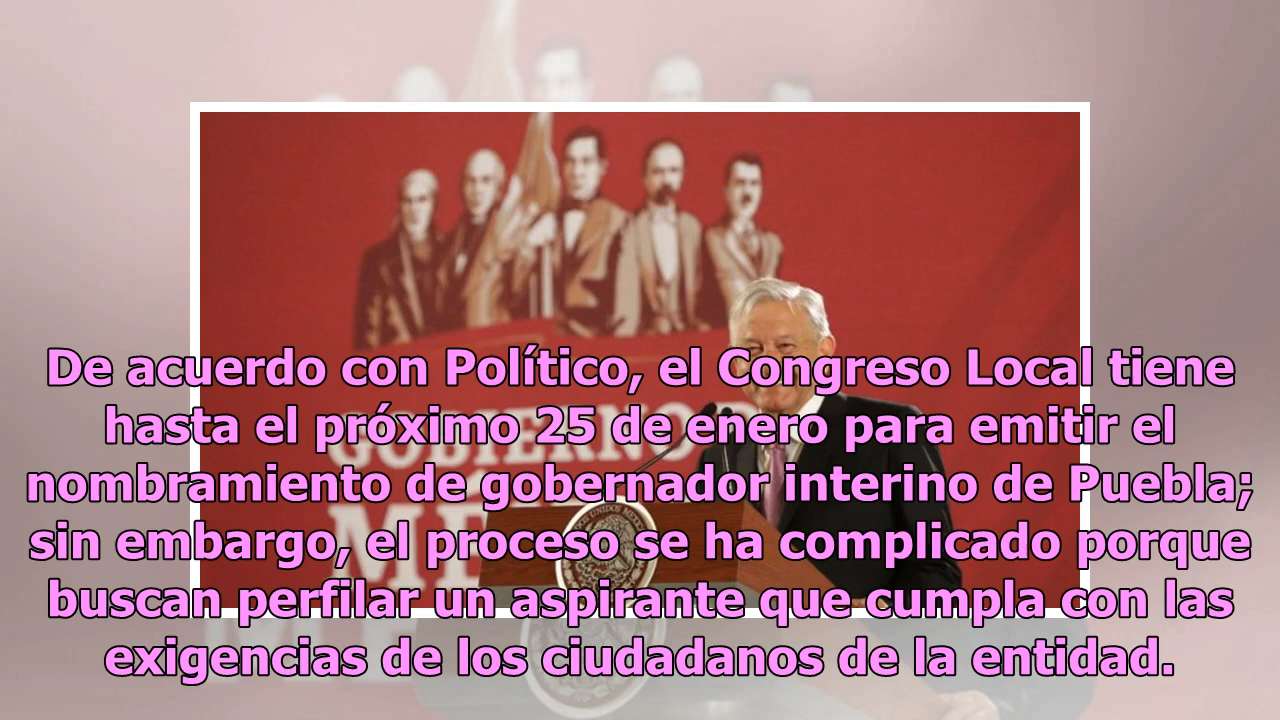 De acuerdo con Político, el Congreso Local tiene
hasta el próximo 25 de enero para emitir el
nombramiento de gobernador interino de Puebla;
sin embargo, el proceso se ha complicado porque
buscan perfilar un aspirante que cumpla con las
exigencias de los ciudadanos de la entidad.
GOBIERNO D
MÉ